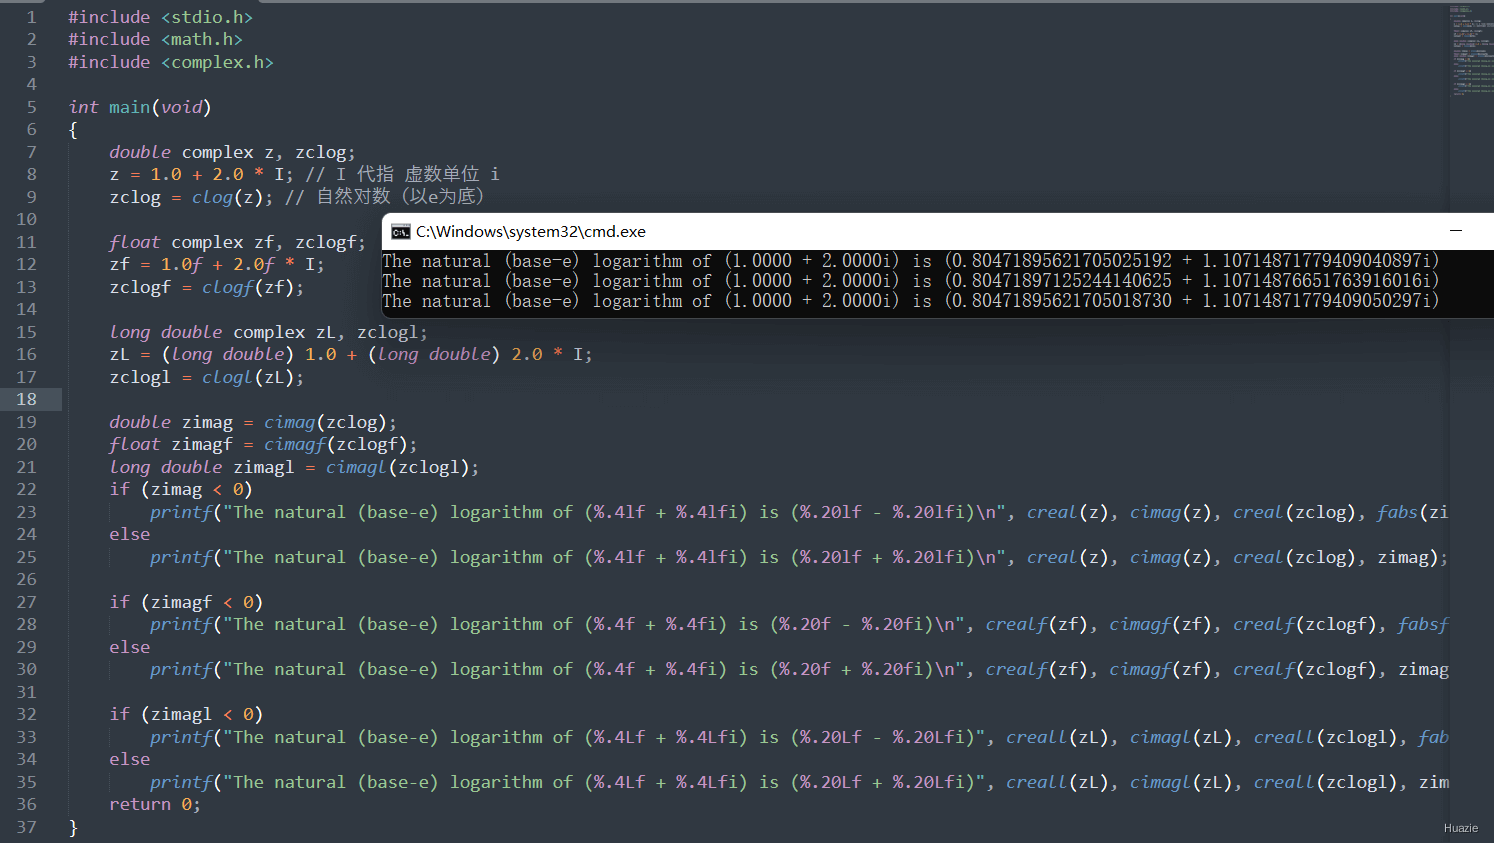 1 #include <stdio.h>
2 #include <math.h>
3 #include <complex.h>
4
5 int main(void)
6 {
7 double complex z, zclog;
8 z = 1.0 + 2.0 * I; // I 代指 虚数单位 i
9 zclog = clog(z); // 自然对数（以e为底）
10
11 float complex zf, zclogf;
12 zf = 1.0f + 2.0f * I;
13 zclogf = clogf(zf);
14
15 long double complex zL, zclogl;
16 zL = (long double) 1.0 + (long double) 2.0 * I;
17 zclogl = clogl(zL);
18
19 double zimag = cimag(zclog);
20 float zimagf = cimagf(zclogf);
21 long double zimagl = cimagl(zclogl);
22 if (zimag < 0)
23 printf("The natural (base-e) logarithm of (%.4lf + %.4lfi) is (%.20lf - %.20lfi)\n", creal(z), cimag(z), creal(zclog), fabs(zi
24 else
25 printf("The natural (base-e) logarithm of (%.4lf + %.4lfi) is (%.20lf + %.20lfi)\n", creal(z), cimag(z), creal(zclog), zimag);
26
27 if (zimagf < 0)
28 printf("The natural (base-e) logarithm of (%.4f + %.4fi) is (%.20f - %.20fi)\n", crealf(zf), cimagf(zf), crealf(zclogf), fabsf
29 else
30 printf("The natural (base-e) logarithm of (%.4f + %.4fi) is (%.20f + %.20fi)\n", crealf(zf), cimagf(zf), crealf(zclogf), zimag
31
32 if (zimagl < 0)
33 printf("The natural (base-e) logarithm of (%.4Lf + %.4Lfi) is (%.20Lf - %.20Lfi)", creall(zL), cimagl(zL), creall(zclogl), fab
34 else
35 printf("The natural (base-e) logarithm of (%.4Lf + %.4Lfi) is (%.20Lf + %.20Lfi)", creall(zL), cimagl(zL), creall(zclogl), zim
36 return 0;
37 }
C:\Windows\system32\cmd.exe
The natural (base-e) logarithm of (1.0000 + 2.0000i) is (0.80471895621705025192 + 1.10714871779409040897i)
The natural (base-e) logarithm of (1.0000 + 2.0000i) is (0.80471897125244140625 + 1.10714876651763916016i)
The natural (base-e) logarithm of (1.0000 + 2.0000i) is (0.80471895621705018730 + 1.10714871779409050297i)
Huazie